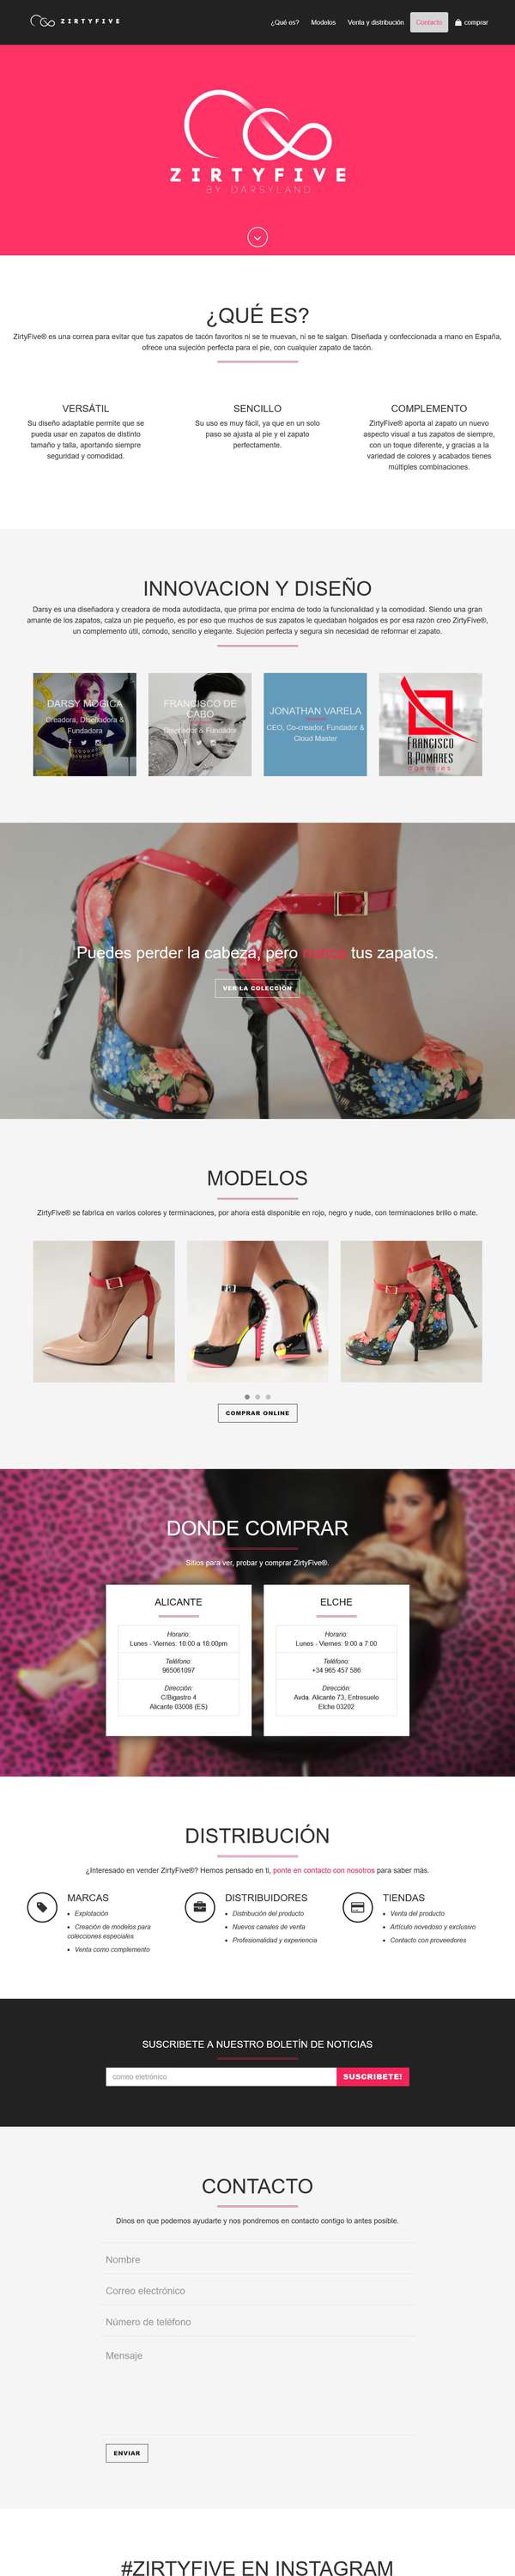 ZIRTYFIVE
¿Qué es?
Modelos
Venta y distribución
Contacto
comprar
ZIRTYFIVE
BY DARSYLAND
¿QUÉ ES?
ZirtyFive® es una correa para evitar que tus zapatos de tacón favoritos ni se te muevan, ni se te salgan. Diseñada y confeccionada a mano en España,
ofrece una sujeción perfecta para el pie, con cualquier zapato de tacón.
VERSÁTIL
Su diseño adaptable permite que se
pueda usar en zapatos de distinto
tamaño y talla, aportando siempre
seguridad y comodidad.
SENCILLO
Su uso es muy fácil, ya que en un solo
paso se ajusta al pie y el zapato
perfectamente.
COMPLEMENTO
ZirtyFive® aporta al zapato un nuevo
aspecto visual a tus zapatos de siempre,
con un toque diferente, y gracias a la
variedad de colores y acabados tienes
múltiples combinaciones.
INNOVACION Y DISEÑO
Darsy es una diseñadora y creadora de moda autodidacta, que prima por encima de todo la funcionalidad y la comodidad. Siendo una gran
amante de los zapatos, calza un pie pequeño, es por eso que muchos de sus zapatos le quedaban holgados es por esa razón creo ZirtyFive®,
un complemento útil, cómodo, sencillo y elegante. Sujeción perfecta y segura sin necesidad de reformar el zapato.
DARSY MOGICA
Creadora, Diseñadora &
Fundadora
FRANCISCO DE
CABO
Diseñador & Fundador
JONATHAN VARELA
CEO, Co-creador, Fundador &
Cloud Master
FRANCISCO
R.POMARES
agencies
Puedes perder la cabeza, pero nunca tus zapatos.
VER LA COLECCIÓN
MODELOS
ZirtyFive® se fabrica en varios colores y terminaciones, por ahora está disponible en rojo, negro y nude, con terminaciones brillo o mate.
COMPRAR ONLINE
DONDE COMPRAR
Sitios para ver, probar y comprar ZirtyFive®.
ALICANTE
Horario:
Lunes - Viernes: 10:00 a 18:00pm
Teléfono:
965061097
Dirección:
C/Bigastro 4
Alicante 03008 (ES)
ELCHE
Horario:
Lunes - Viernes: 9:00 a 7:00
Teléfono:
+34 965 457 586
Dirección:
Avda. Alicante 73, Entresuelo
Elche 03202
DISTRIBUCIÓN
¿Interesado en vender ZirtyFive®? Hemos pensado en ti, ponte en contacto con nosotros para saber más.
MARCAS
Explotación
Creación de modelos para
colecciones especiales
Venta como complemento
DISTRIBUIDORES
Distribución del producto
Nuevos canales de venta
Profesionalidad y experiencia
TIENDAS
Venta del producto
Artículo novedoso y exclusivo
Contacto con proveedores
SUSCRIBETE A NUESTRO BOLETÍN DE NOTICIAS
correo eletrónico
SUSCRIBETE!
CONTACTO
Dinos en que podemos ayudarte y nos pondremos en contacto contigo lo antes posible.
Nombre
Correo electrónico
Número de teléfono
Mensaje
ENVIAR
#ZIRTYFIVE EN INSTAGRAM